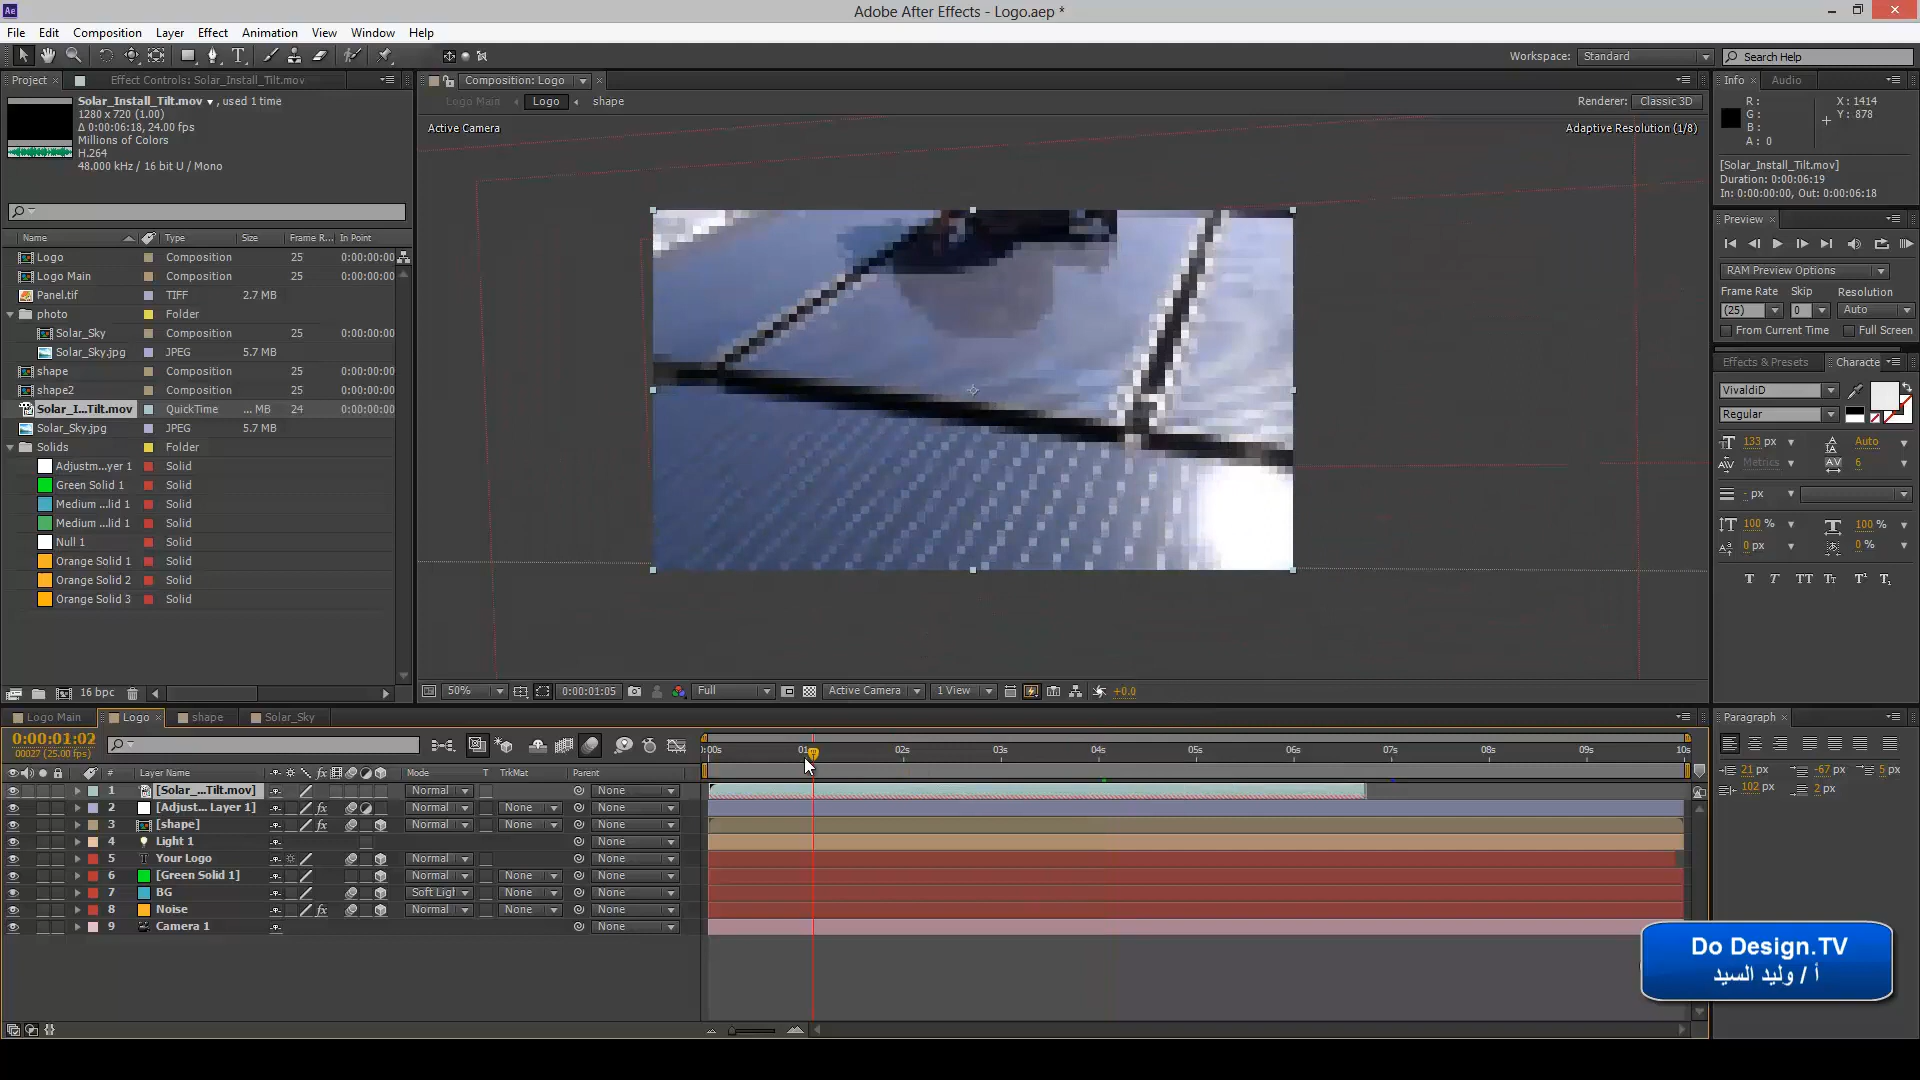 Adobe After Effects - Logo.aep *
File Edit Composition Layer Effect Animation View Window Help
Workspace: Standard Search Help
Project Effect Controls: Solar_Install_Tilt.mov
Solar_Install_Tilt.mov , used 1 time
1280 x 720 (1.00)
Δ 0:00:06:18, 24.00 fps
Millions of Colors
H.264
48.000 kHz / 16 bit U / Mono
Name Type Size Frame R... In Point
Logo Composition 25 0:00:00:00
Logo Main Composition 25 0:00:00:00
Panel.tif TIFF 2.7 MB
photo Folder
Solar_Sky Composition 25 0:00:00:00
Solar_Sky.jpg JPEG 5.7 MB
shape Composition 25 0:00:00:00
shape2 Composition 25 0:00:00:00
Solar_I...Tilt.mov QuickTime ... MB 24 0:00:00:00
Solar_Sky.jpg JPEG 5.7 MB
Solids Folder
Adjustm...yer 1 Solid
Green Solid 1 Solid
Medium ...lid 1 Solid
Medium ...lid 1 Solid
Null 1 Solid
Orange Solid 1 Solid
Orange Solid 2 Solid
Orange Solid 3 Solid
16 bpc
Composition: Logo
Logo Main Logo shape
Renderer: Classic 3D
Active Camera
Adaptive Resolution (1/8)
50% 0:00:01:05 Full Active Camera 1 View +0.0
Info Audio
R: X: 1414
G: Y: 878
B:
A: 0
[Solar_Install_Tilt.mov]
Duration: 0:00:06:19
In: 0:00:00:00, Out: 0:00:06:18
Preview
RAM Preview Options
Frame Rate Skip Resolution
(25) 0 Auto
From Current Time Full Screen
Effects & Presets Characte
VivaldiD
Regular
133 px Auto
Metrics 6
- px
100 % 100 %
0 px 0 %
T T TT Tr T¹ T₁
Paragraph
21 px -67 px 5 px
102 px 2 px
Logo Main Logo shape Solar_Sky
0:00:01:02
00027 (25.00 fps)
:00s 01s 02s 03s 04s 05s 06s 07s 08s 09s 10s
# Layer Name Mode T TrkMat Parent
1 [Solar_...Tilt.mov] Normal None
2 [Adjust... Layer 1] Normal None None
3 [shape] Normal None None
4 Light 1 None
5 Your Logo Normal None
6 [Green Solid 1] Normal None None
7 BG Soft Ligh None None
8 Noise Normal None None
9 Camera 1 None
Do Design.TV
أ / وليد السيد